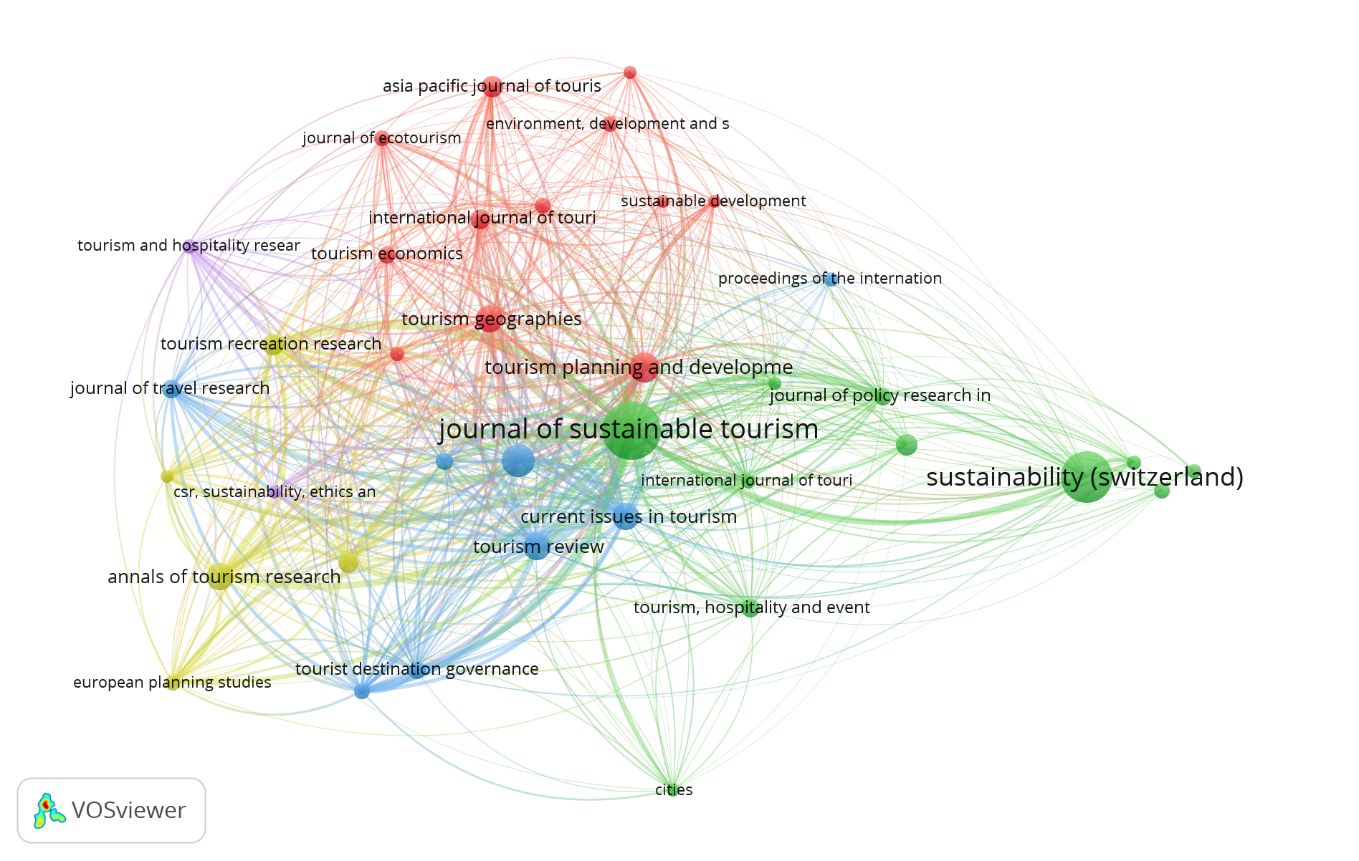 asia pacific journal of touris
environment, development and s
journal of ecotourism
sustainable development
international journal of touri
tourism and hospitality resear
tourism economics
proceedings of the internation
tourism geographies
tourism recreation research
tourism planning and developme
journal of travel research
journal of policy research in
journal of sustainable tourism
sustainability (switzerland)
international journal of touri
csr, sustainability, ethics an
current issues in tourism
tourism review
annals of tourism research
tourism, hospitality and event
tourist destination governance
european planning studies
cities
VOSviewer